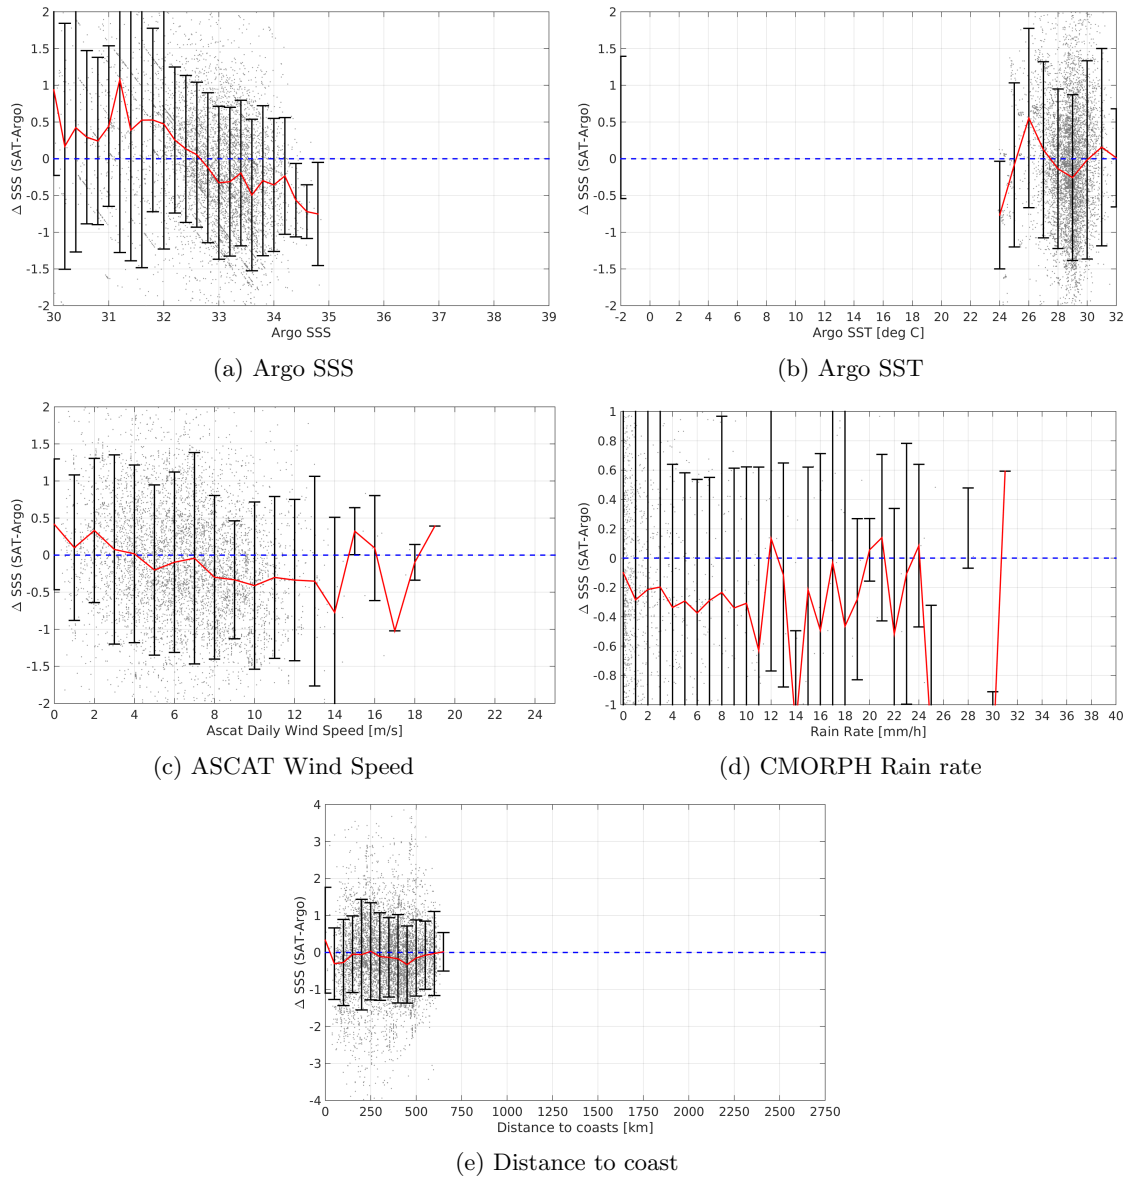 2
1.5
1
0.5
0
-0.5
-1
-1.5
-2
Δ SSS (SAT-Argo)
30 31 32 33 34 35 36 37 38 39
Argo SSS
(a) Argo SSS
2
1.5
1
0.5
0
-0.5
-1
-1.5
-2
Δ SSS (SAT-Argo)
-2 0 2 4 6 8 10 12 14 16 18 20 22 24 26 28 30 32
Argo SST [deg C]
(b) Argo SST
2
1.5
1
0.5
0
-0.5
-1
-1.5
-2
Δ SSS (SAT-Argo)
0 2 4 6 8 10 12 14 16 18 20 22 24
Ascat Daily Wind Speed [m/s]
(c) ASCAT Wind Speed
1
0.8
0.6
0.4
0.2
0
-0.2
-0.4
-0.6
-0.8
-1
Δ SSS (SAT-Argo)
0 2 4 6 8 10 12 14 16 18 20 22 24 26 28 30 32 34 36 38 40
Rain Rate [mm/h]
(d) CMORPH Rain rate
4
3
2
1
0
-1
-2
-3
-4
Δ SSS (SAT-Argo)
0 250 500 750 1000 1250 1500 1750 2000 2250 2500 2750
Distance to coasts [km]
(e) Distance to coast